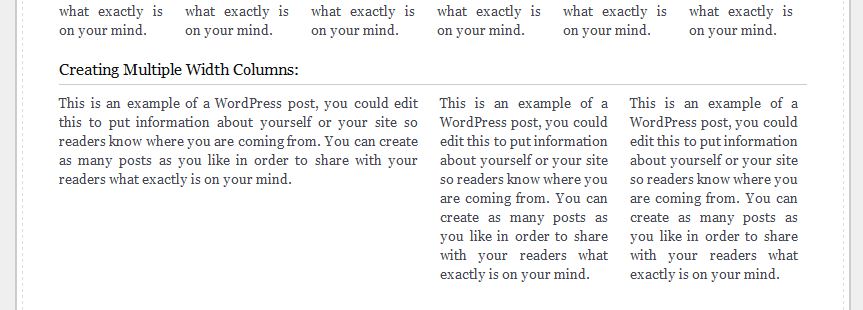 what exactly is
on your mind.
what exactly is
on your mind.
what exactly is
on your mind.
what exactly is
on your mind.
what exactly is
on your mind.
what exactly is
on your mind.
Creating Multiple Width Columns:
This is an example of a WordPress post, you could edit
this to put information about yourself or your site so
readers know where you are coming from. You can create
as many posts as you like in order to share with your
readers what exactly is on your mind.
This is an example of a
WordPress post, you could
edit this to put information
about yourself or your site
so readers know where you
are coming from. You can
create as many posts as
you like in order to share
with your readers what
exactly is on your mind.
This is an example of a
WordPress post, you could
edit this to put information
about yourself or your site
so readers know where you
are coming from. You can
create as many posts as
you like in order to share
with your readers what
exactly is on your mind.